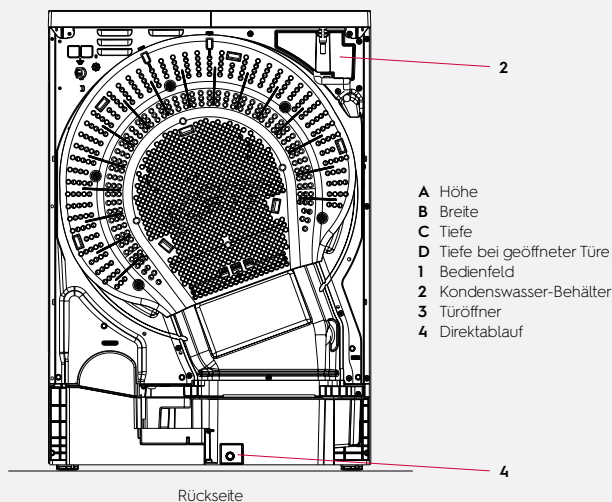 2
A Höhe
B Breite
C Tiefe
D Tiefe bei geöffneter Türe
1 Bedienfeld
2 Kondenswasser-Behälter
3 Türöffner
4 Direktablauf
4
Rückseite